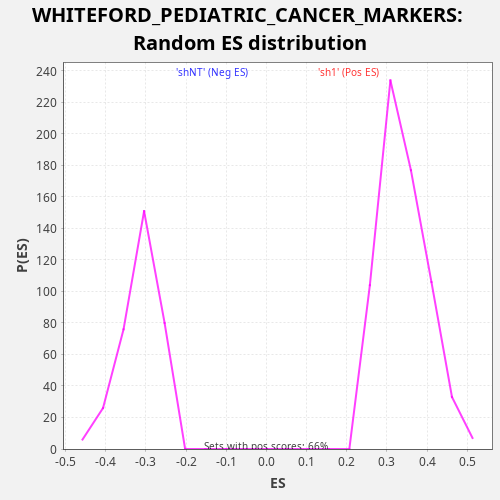 WHITEFORD_PEDIATRIC_CANCER_MARKERS:
Random ES distribution
'shNT' (Neg ES) 'sh1' (Pos ES)
240
220
200
180
160
140
120
100
80
60
40
20
0
P(ES)
Sets with pos scores: 66%
-0.5 -0.4 -0.3 -0.2 -0.1 0.0 0.1 0.2 0.3 0.4 0.5
ES